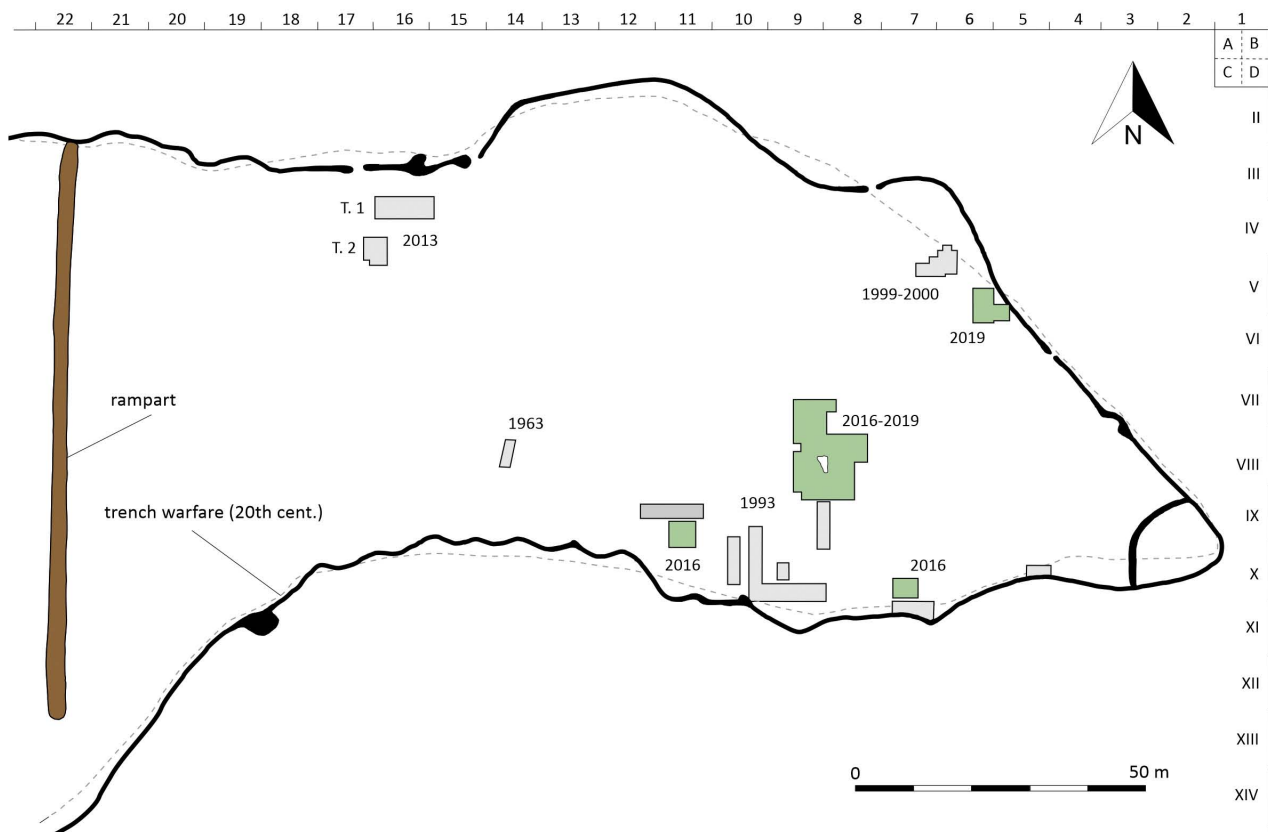 22 21 20 19 18 17 16 15 14 13 12 11 10 9 8 7 6 5 4 3 2 1
A B
C D
N
II
III
T. 1
IV
T. 2 2013
V
1999-2000
2019
VI
rampart
VII
1963
2016-2019
VIII
trench warfare (20th cent.)
1993
IX
2016
2016
X
XI
XII
XIII
0 50 m
XIV